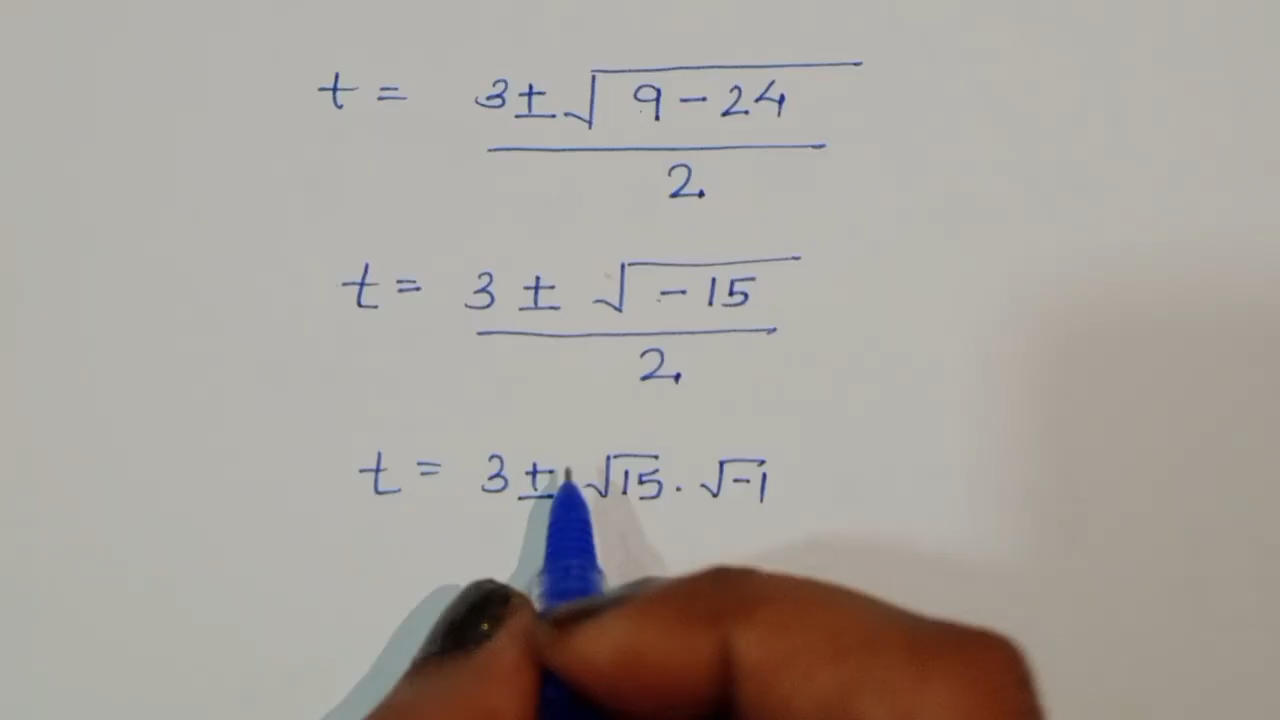 t = 3 ± √(9 - 24) / 2
t = 3 ± √(-15) / 2
t = 3 ± √15 . √-1